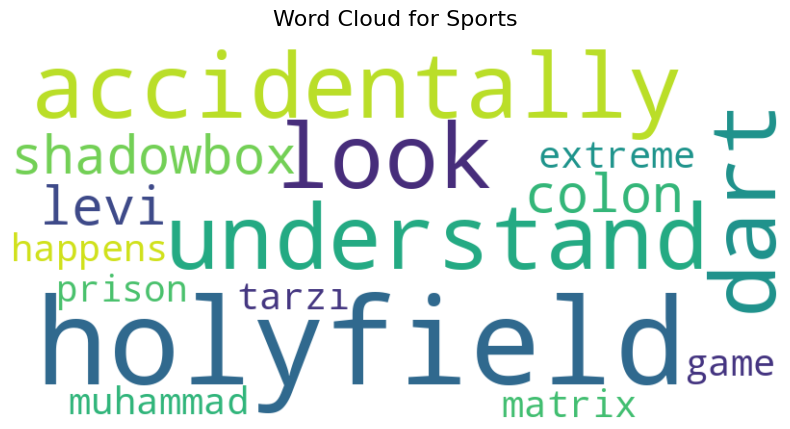 Word Cloud for Sports
accidentally
look
shadowbox
extreme
dart
levi
colon
understand
happens
prison
tarzı
holyfield
game
muhammad
matrix